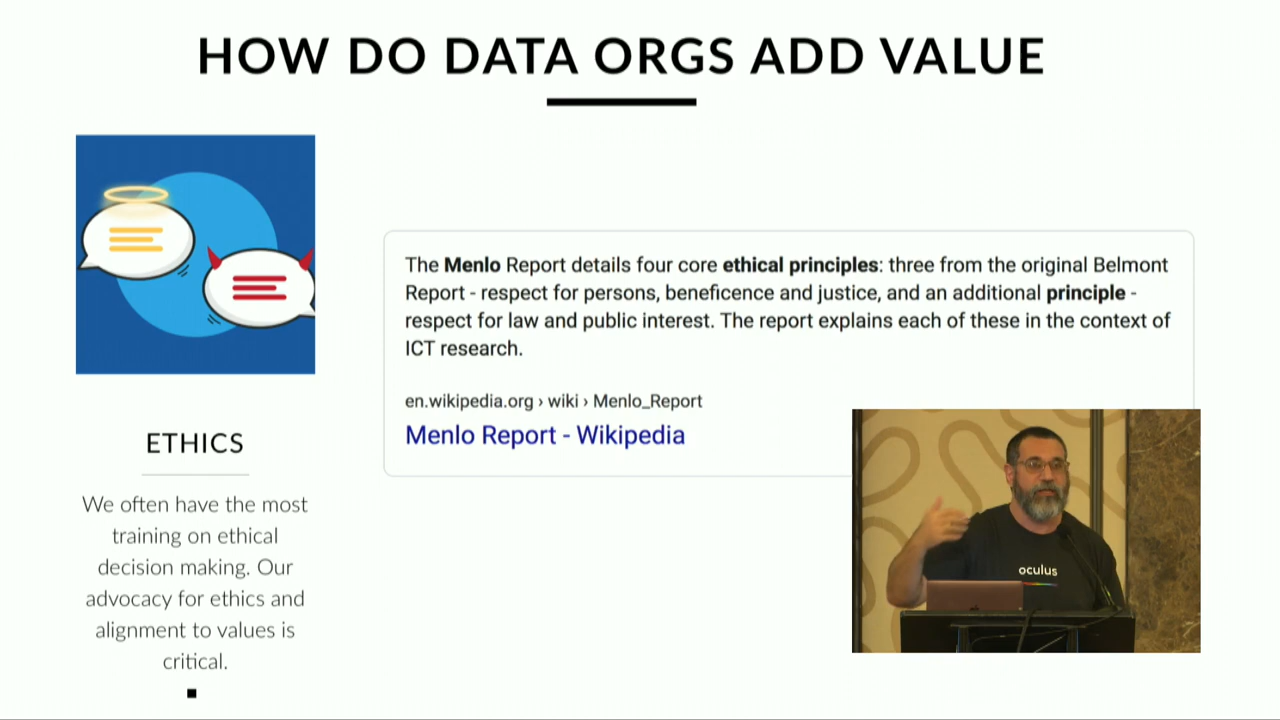 HOW DO DATA ORGS ADD VALUE
The Menlo Report details four core ethical principles: three from the original Belmont
Report - respect for persons, beneficence and justice, and an additional principle -
respect for law and public interest. The report explains each of these in the context of
ICT research.
en.wikipedia.org › wiki › Menlo_Report
Menlo Report - Wikipedia
ETHICS
We often have the most
training on ethical
decision making. Our
advocacy for ethics and
alignment to values is
critical.
oculus